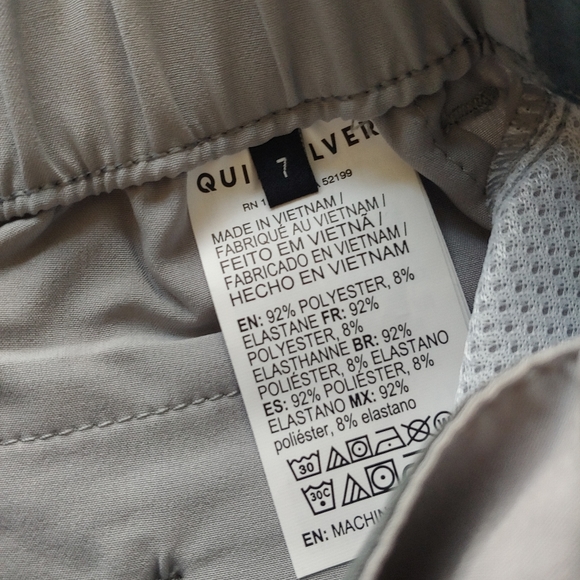 QUI LVER
7
RN 1 52199
MADE IN VIETNAM /
FABRIQUÉ AU VIETNAM /
FEITO EM VIETNÃ /
FABRICADO EN VIETNAM /
HECHO EN VIETNAM
EN: 92% POLYESTER, 8%
ELASTANE FR: 92%
POLYESTER, 8%
ELASTHANNE BR: 92%
POLIÉSTER, 8% ELASTANO
ES: 92% POLIÉSTER, 8%
ELASTANO MX: 92%
poliéster, 8% elastano
30
30C
EN: MACHIN